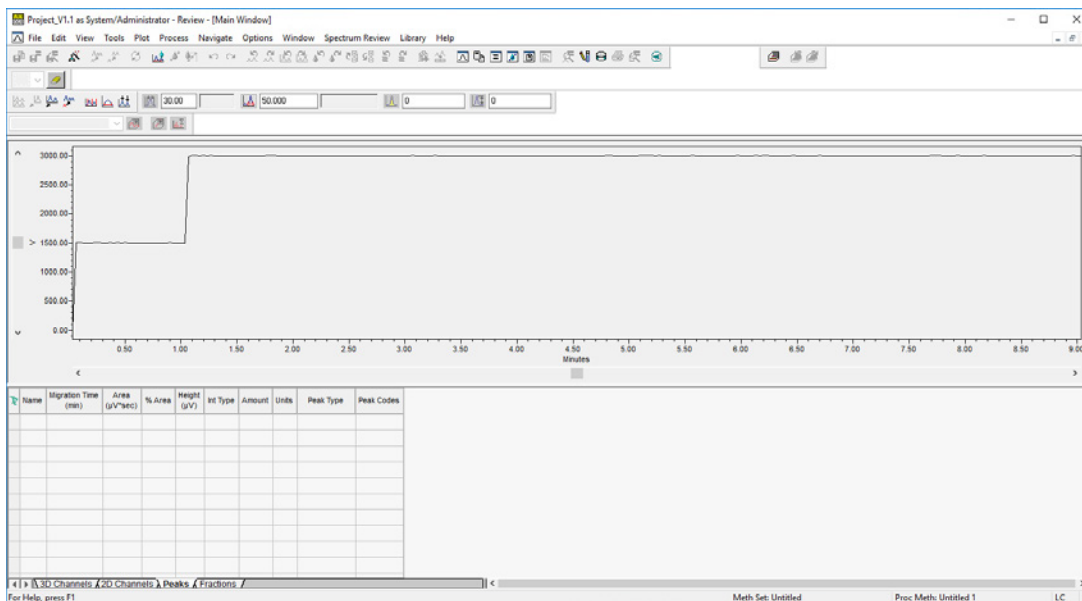 Project_V1.1 as System/Administrator - Review - [Main Window]
File Edit View Tools Plot Process Navigate Options Window Spectrum Review Library Help
30.00 50.000 0 0
3000.00
2500.00
2000.00
> 1500.00
1000.00
500.00
0.00
0.50 1.00 1.50 2.00 2.50 3.00 3.50 4.00 4.50 5.00 5.50 6.00 6.50 7.00 7.50 8.00 8.50 9.00
Minutes
Name Migration Time (min) Area (µV*sec) % Area Height (µV) Int Type Amount Units Peak Type Peak Codes
3D Channels 2D Channels Peaks Fractions
For Help, press F1 Meth Set: Untitled Proc Meth: Untitled 1 LC